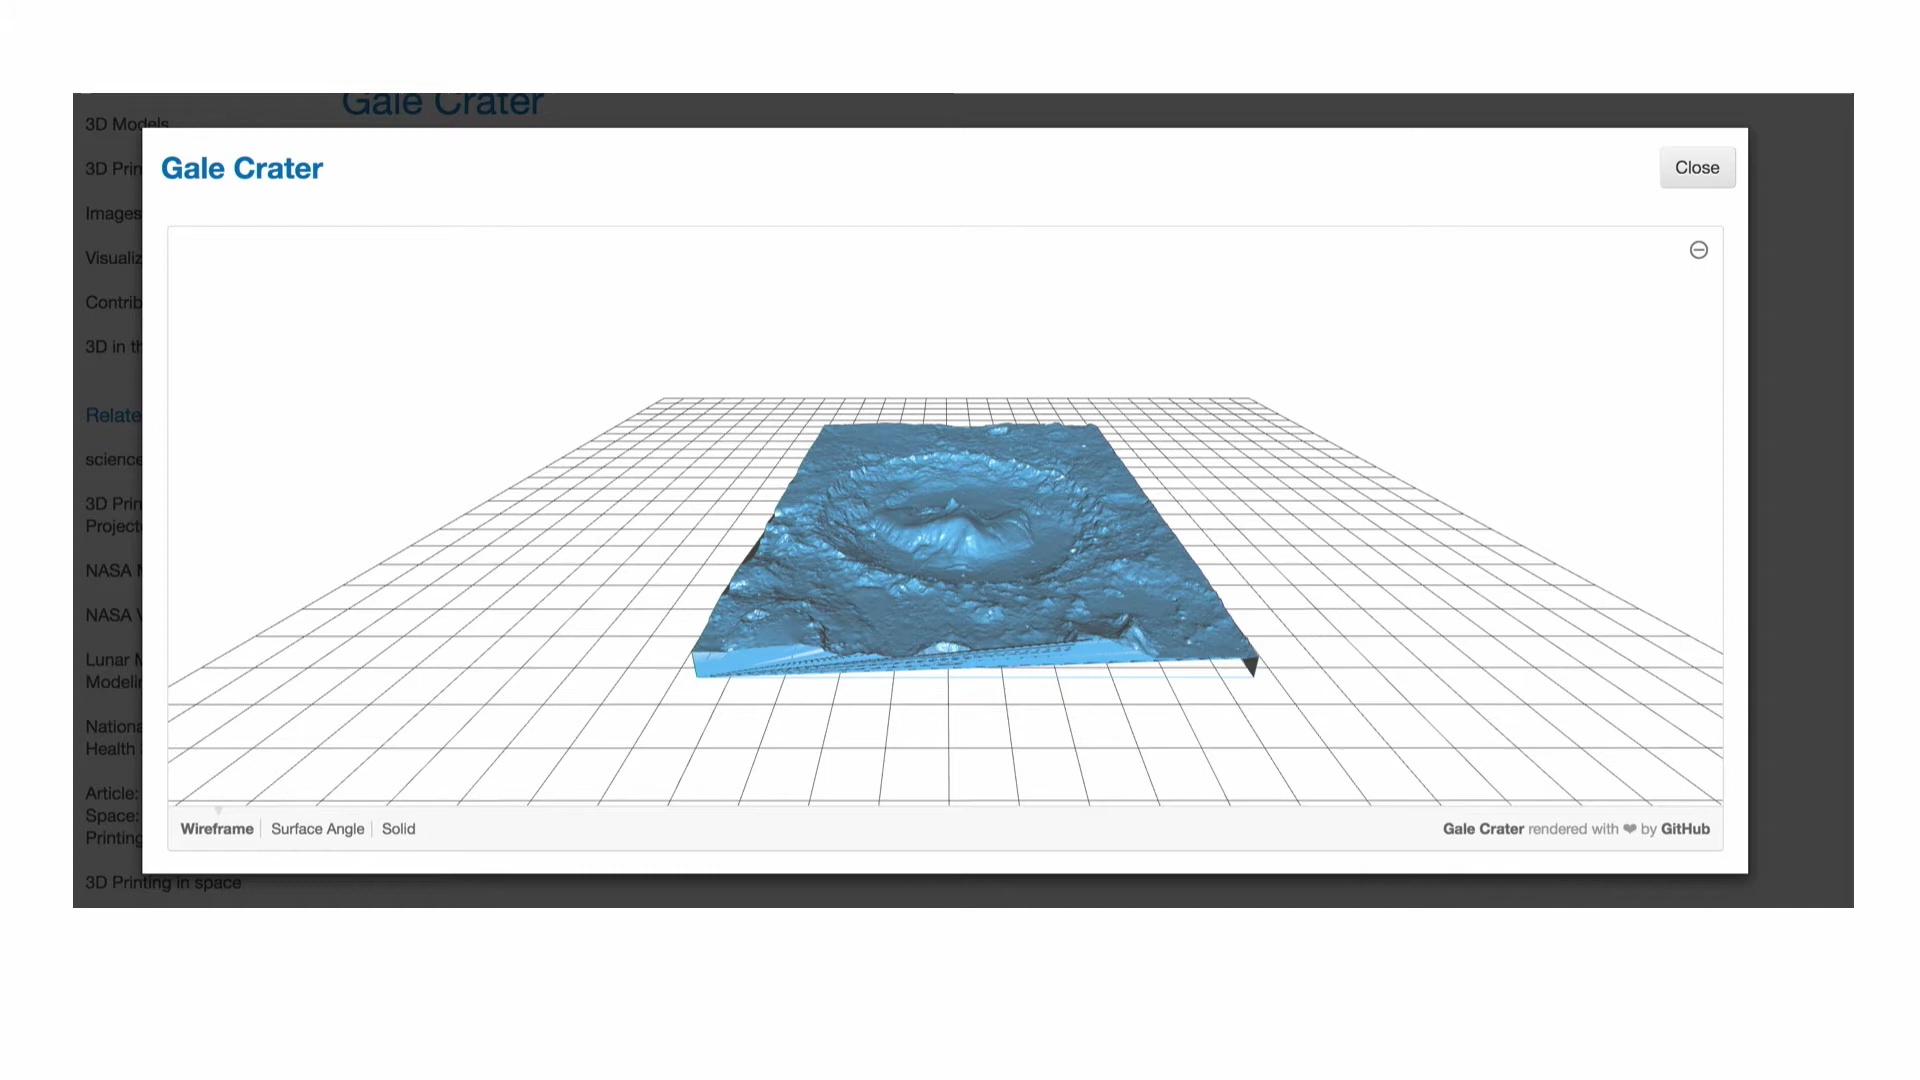 Gale Crater
3D Models
Gale Crater
Close
3D Prin
Images
Visualiz
Contrib
3D in th
Relate
science
3D Prin
Project
NASA
NASA V
Lunar M
Modelin
Nationa
Health
Article:
Space:
Printing
3D Printing in space
Wireframe Surface Angle Solid
Gale Crater rendered with ❤ by GitHub